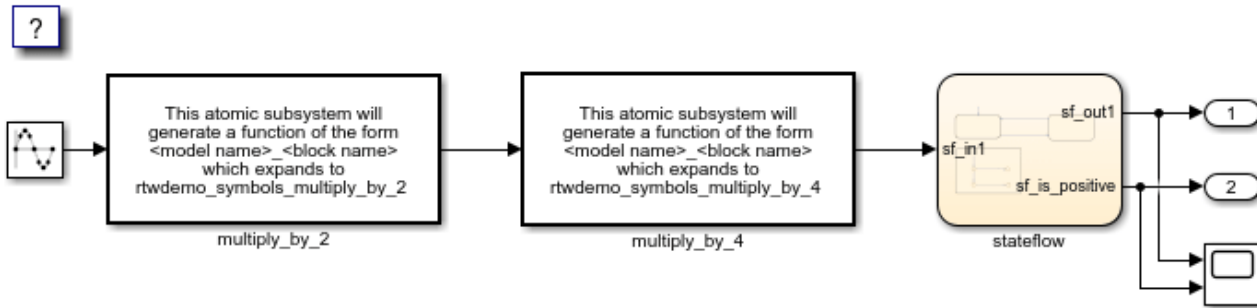 ?
This atomic subsystem will
generate a function of the form
<model name>_<block name>
which expands to
rtwdemo_symbols_multiply_by_2
multiply_by_2
This atomic subsystem will
generate a function of the form
<model name>_<block name>
which expands to
rtwdemo_symbols_multiply_by_4
multiply_by_4
sf_in1
sf_out1
sf_is_positive
stateflow
1
2